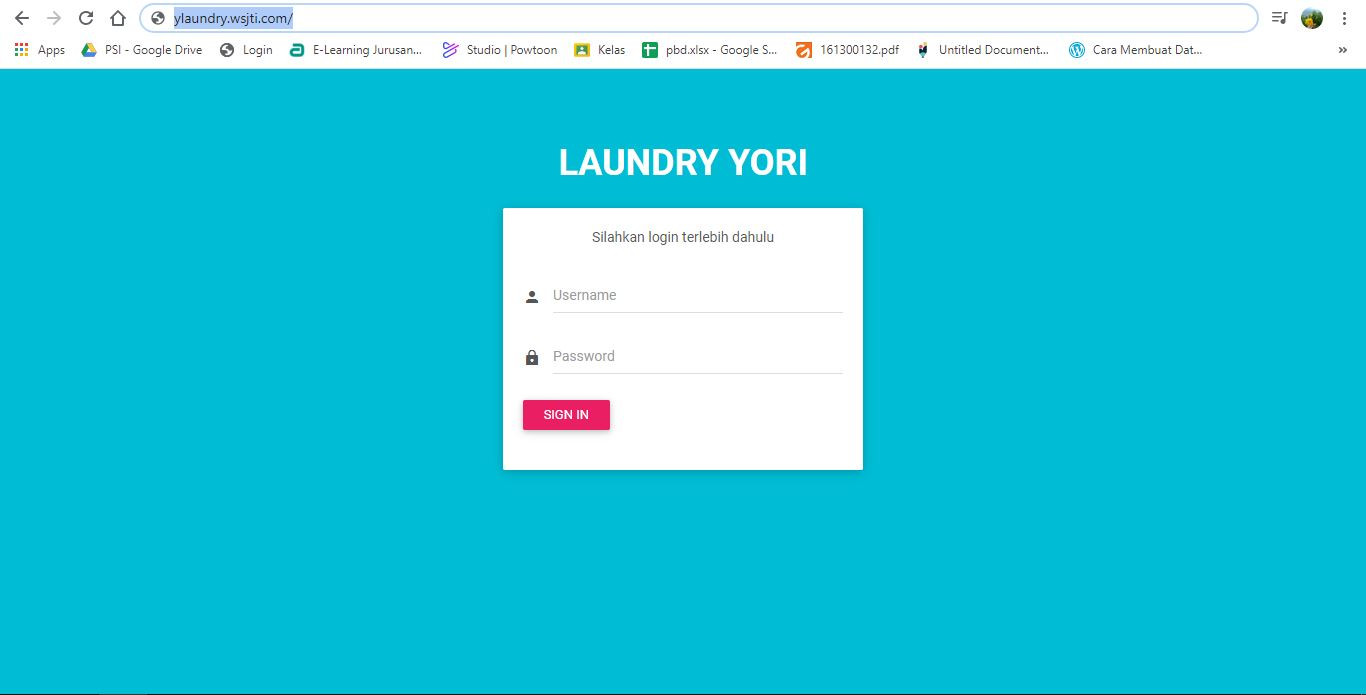 ylaundry.wsjti.com/
Apps PSI - Google Drive Login E-Learning Jurusan... Studio | Powtoon Kelas pbd.xlsx - Google S... 161300132.pdf Untitled Document... Cara Membuat Dat... »
LAUNDRY YORI
Silahkan login terlebih dahulu
Username
Password
SIGN IN